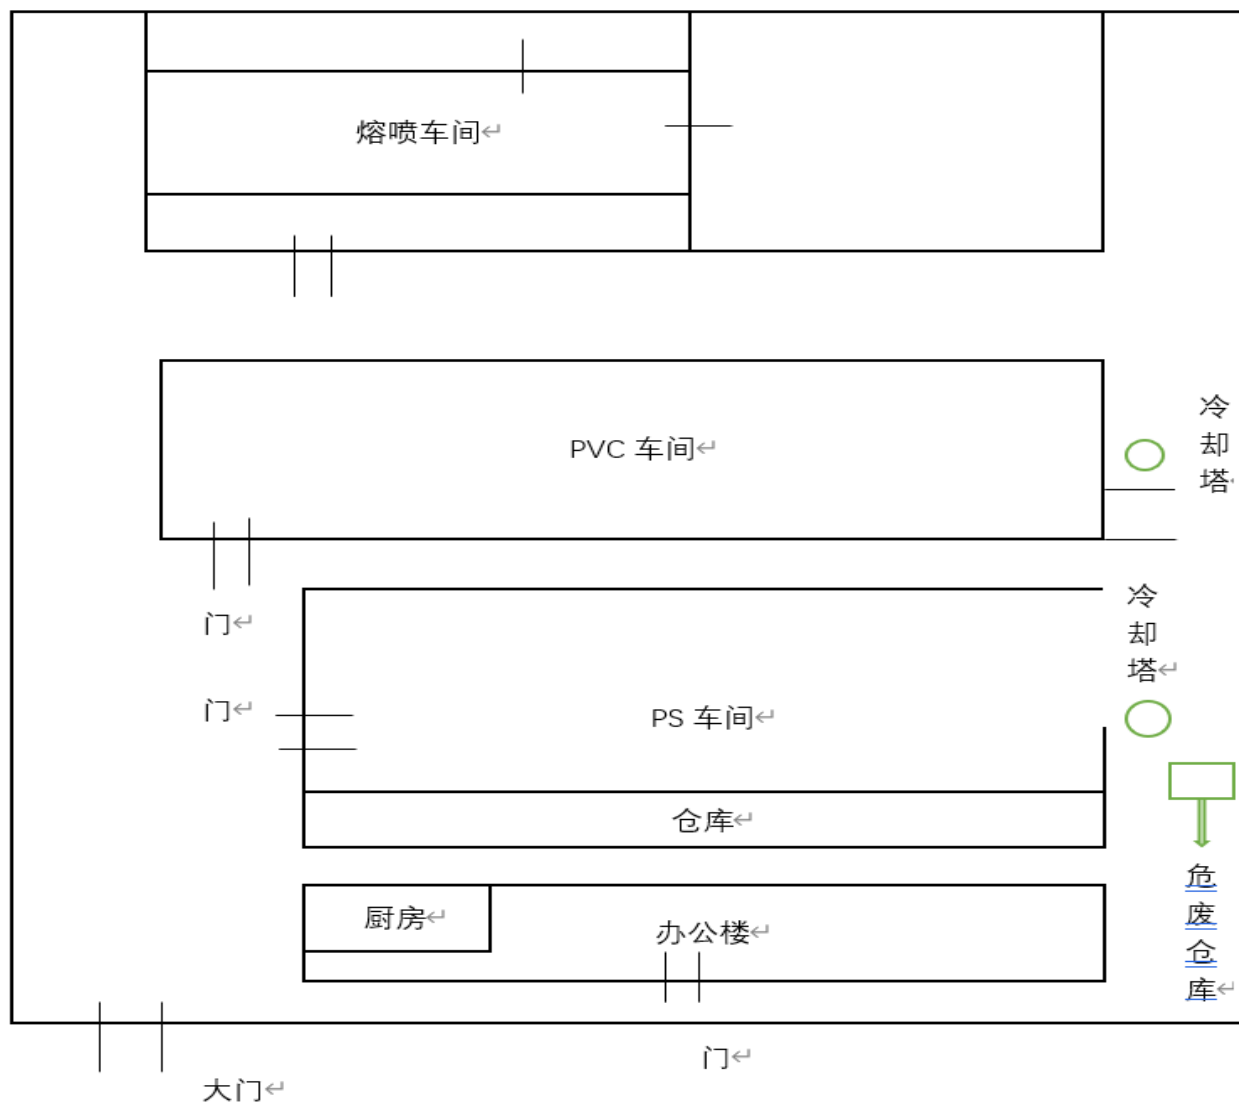 熔喷车间
PVC 车间
冷
却
塔
门
冷
却
塔
门
PS 车间
仓库
危
废
仓
库
厨房
办公楼
门
大门